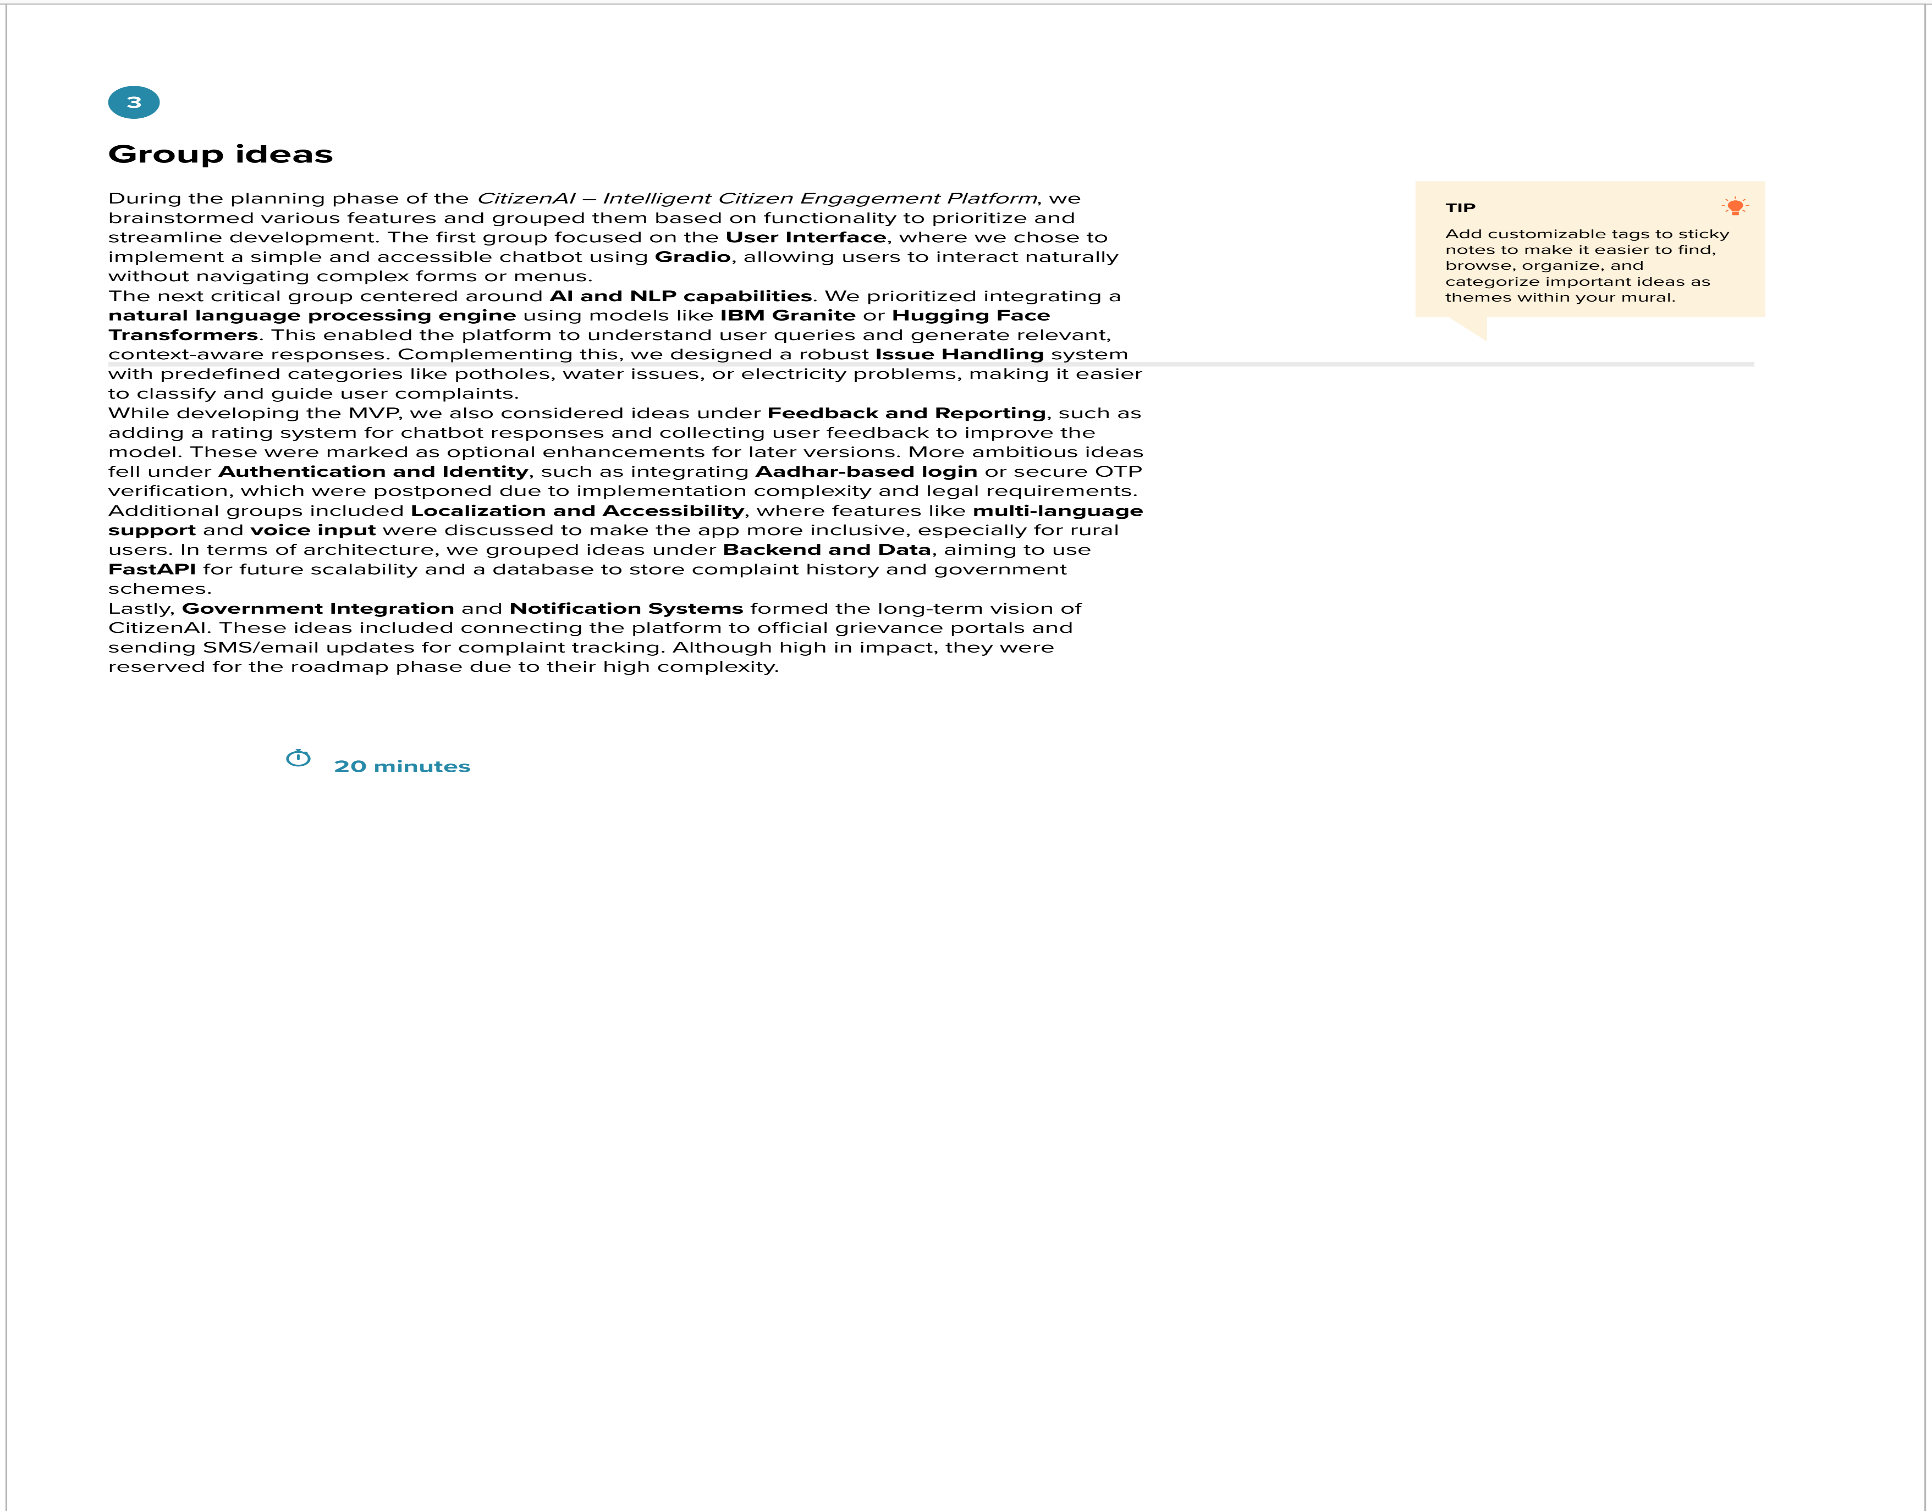 3
Group ideas
During the planning phase of the CitizenAI – Intelligent Citizen Engagement Platform, we
brainstormed various features and grouped them based on functionality to prioritize and
streamline development. The first group focused on the User Interface, where we chose to
implement a simple and accessible chatbot using Gradio, allowing users to interact naturally
without navigating complex forms or menus.
The next critical group centered around AI and NLP capabilities. We prioritized integrating a
natural language processing engine using models like IBM Granite or Hugging Face
Transformers. This enabled the platform to understand user queries and generate relevant,
context-aware responses. Complementing this, we designed a robust Issue Handling system
with predefined categories like potholes, water issues, or electricity problems, making it easier
to classify and guide user complaints.
While developing the MVP, we also considered ideas under Feedback and Reporting, such as
adding a rating system for chatbot responses and collecting user feedback to improve the
model. These were marked as optional enhancements for later versions. More ambitious ideas
fell under Authentication and Identity, such as integrating Aadhar-based login or secure OTP
verification, which were postponed due to implementation complexity and legal requirements.
Additional groups included Localization and Accessibility, where features like multi-language
support and voice input were discussed to make the app more inclusive, especially for rural
users. In terms of architecture, we grouped ideas under Backend and Data, aiming to use
FastAPI for future scalability and a database to store complaint history and government
schemes.
Lastly, Government Integration and Notification Systems formed the long-term vision of
CitizenAI. These ideas included connecting the platform to official grievance portals and
sending SMS/email updates for complaint tracking. Although high in impact, they were
reserved for the roadmap phase due to their high complexity.
20 minutes
TIP
Add customizable tags to sticky
notes to make it easier to find,
browse, organize, and
categorize important ideas as
themes within your mural.